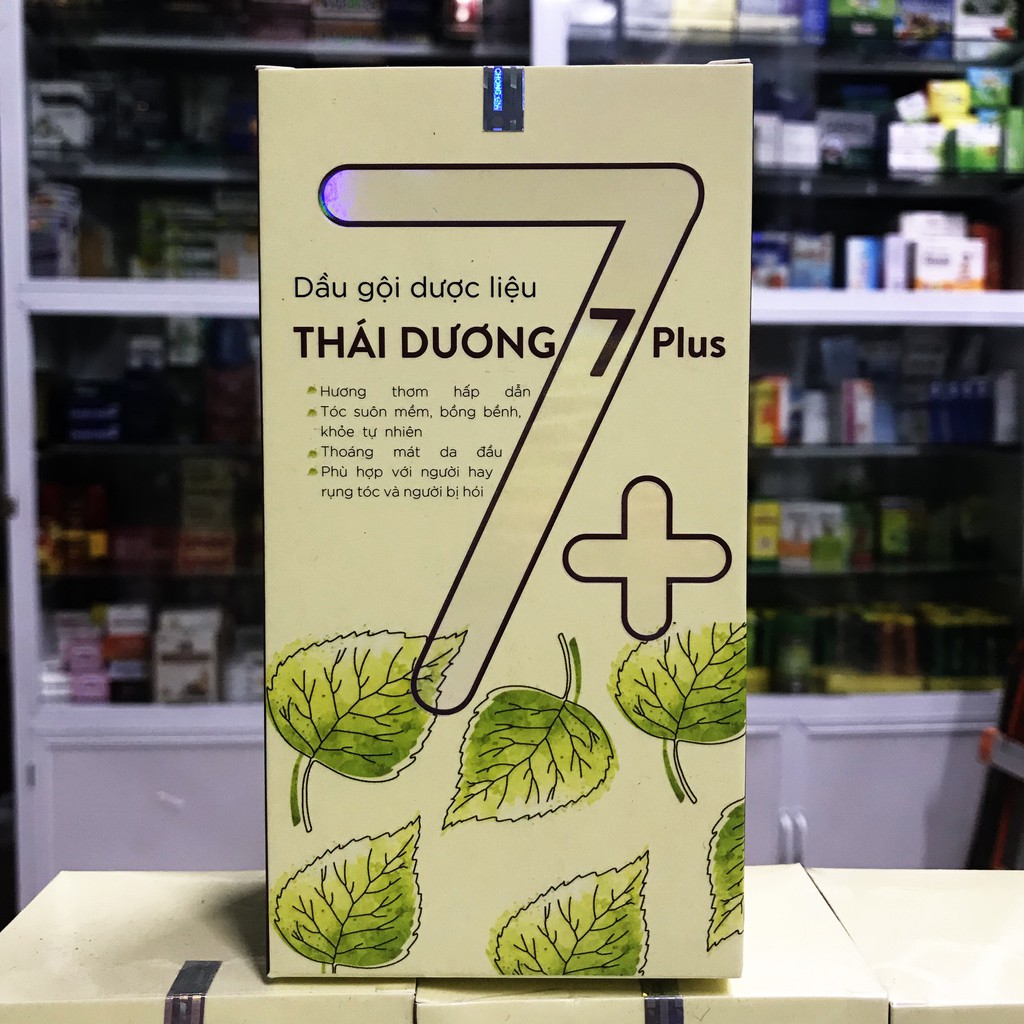 Dầu gội dược liệu
THÁI DƯƠNG 7 Plus
Hương thơm hấp dẫn
Tóc suôn mềm, bồng bềnh,
khỏe tự nhiên
Thoáng mát da đầu
Phù hợp với người hay
rụng tóc và người bị hói
7+